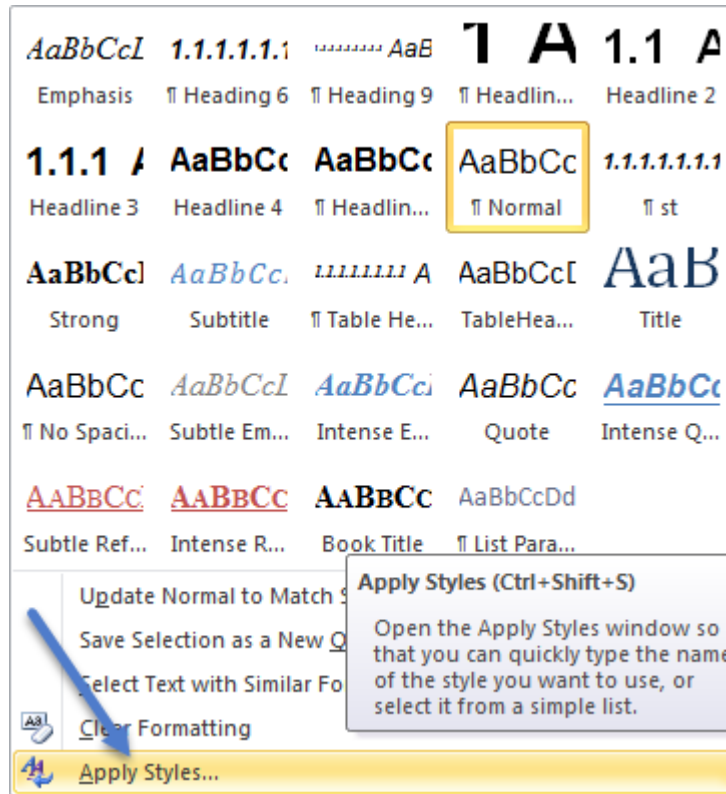 AaBbCcL 1.1.1.1.1.1 AaB 1 A 1.1 A
Emphasis ¶ Heading 6 ¶ Heading 9 ¶ Headlin... Headline 2
1.1.1 A AaBbCc AaBbCc AaBbCc 1.1.1.1.1.1.1
Headline 3 Headline 4 ¶ Headlin... ¶ Normal ¶ st
AaBbCcl AaBbCc 1.1.1.1.1.1.1.1 A AaBbCcD AaB
Strong Subtitle ¶ Table He... TableHea... Title
AaBbCc AaBbCcL AaBbCcl AaBbCc AaBbCc
¶ No Spaci... Subtle Em... Intense E... Quote Intense Q...
AABBCC AABBCC AABBCC AaBbCcDd
Subtle Ref... Intense R... Book Title ¶ List Para...
Update Normal to Match S
Save Selection as a New Q
Select Text with Similar Fo
Clear Formatting
Apply Styles...
Apply Styles (Ctrl+Shift+S)
Open the Apply Styles window so
that you can quickly type the name
of the style you want to use, or
select it from a simple list.